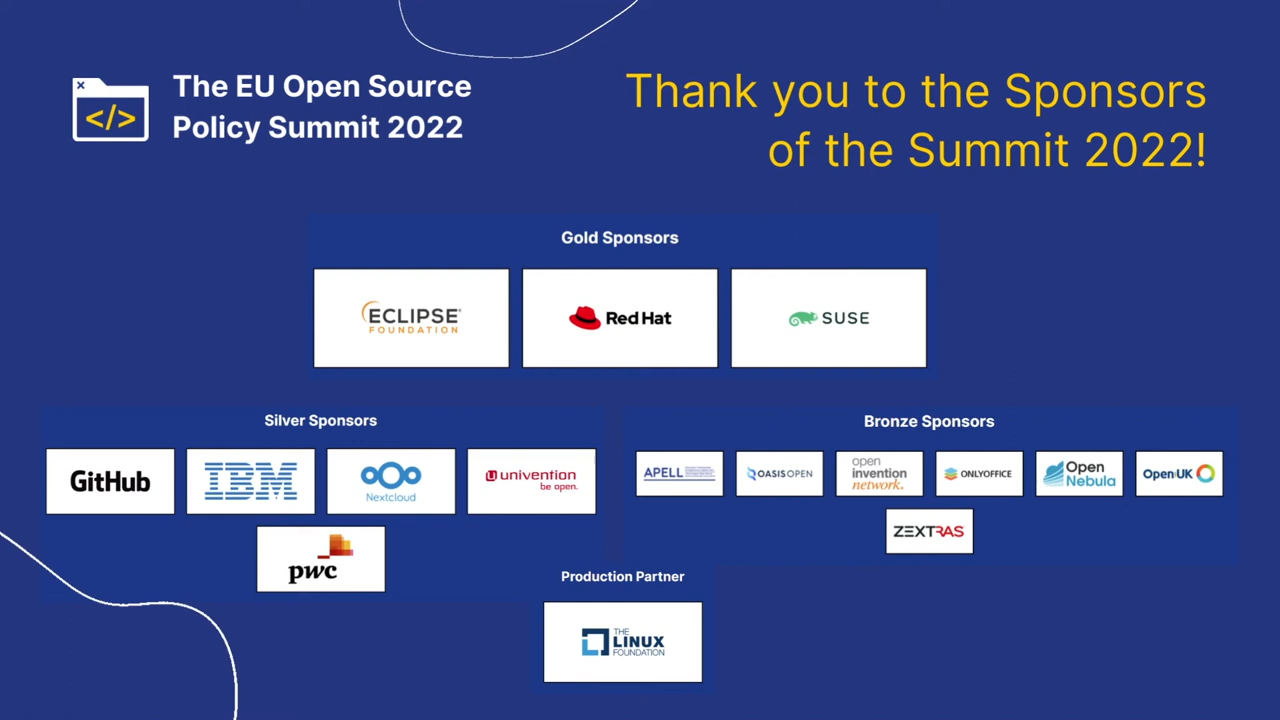 x
</>
The EU Open Source
Policy Summit 2022
Thank you to the Sponsors
of the Summit 2022!
Gold Sponsors
ECLIPSE
FOUNDATION
Red Hat
SUSE
Silver Sponsors
GitHub
IBM
Nextcloud
u univention
be open.
pwc
Bronze Sponsors
APELL
OASIS OPEN
open
invention
network.
ONLYOFFICE
Open
Nebula
OpenUK
ZEXTRAS
Production Partner
THE
LINUX
FOUNDATION